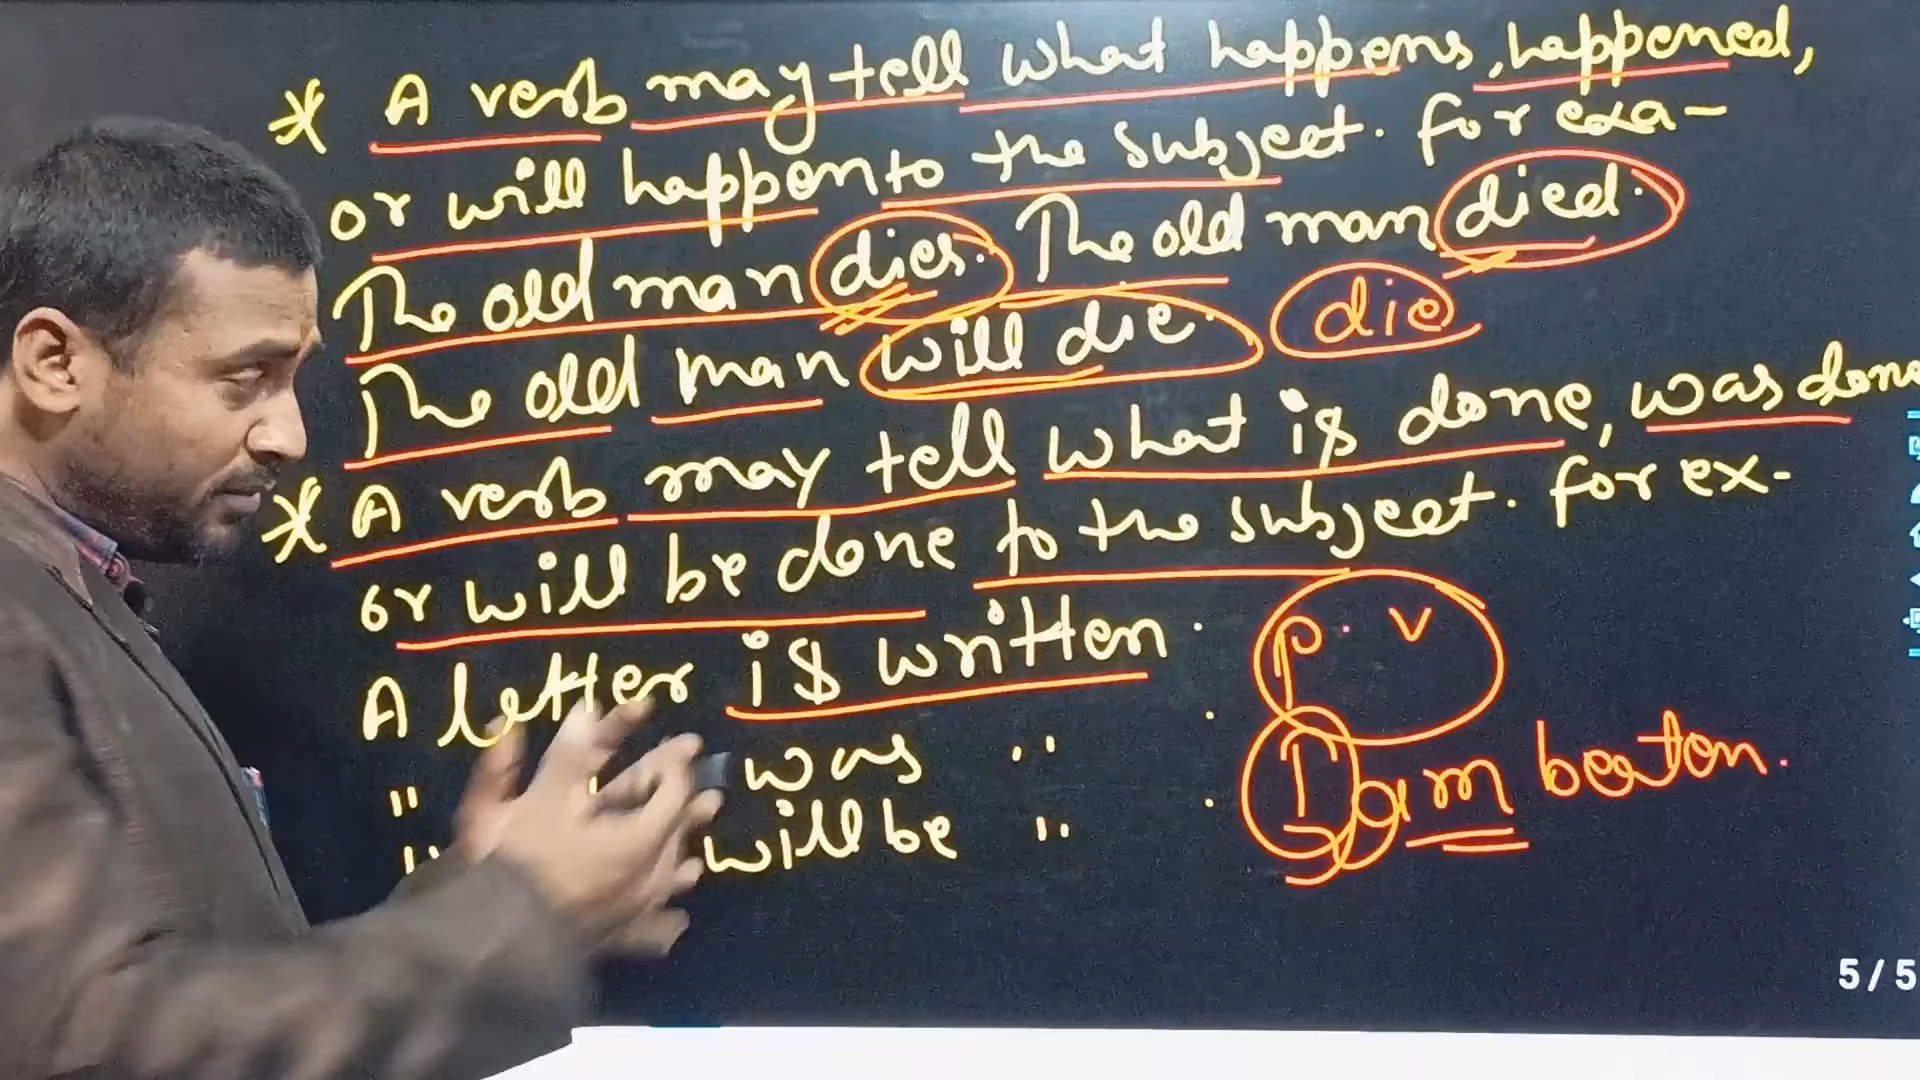 * A verb may tell what happens, happened,
or will happen to the subject. for exa-
The old man dies. The old man died.
The old man will die. die
* A verb may tell what is done, was done
or will be done to the subject. for ex-
A letter is written.
P. V
" was " .
will be " .
I am beaten.
5/5